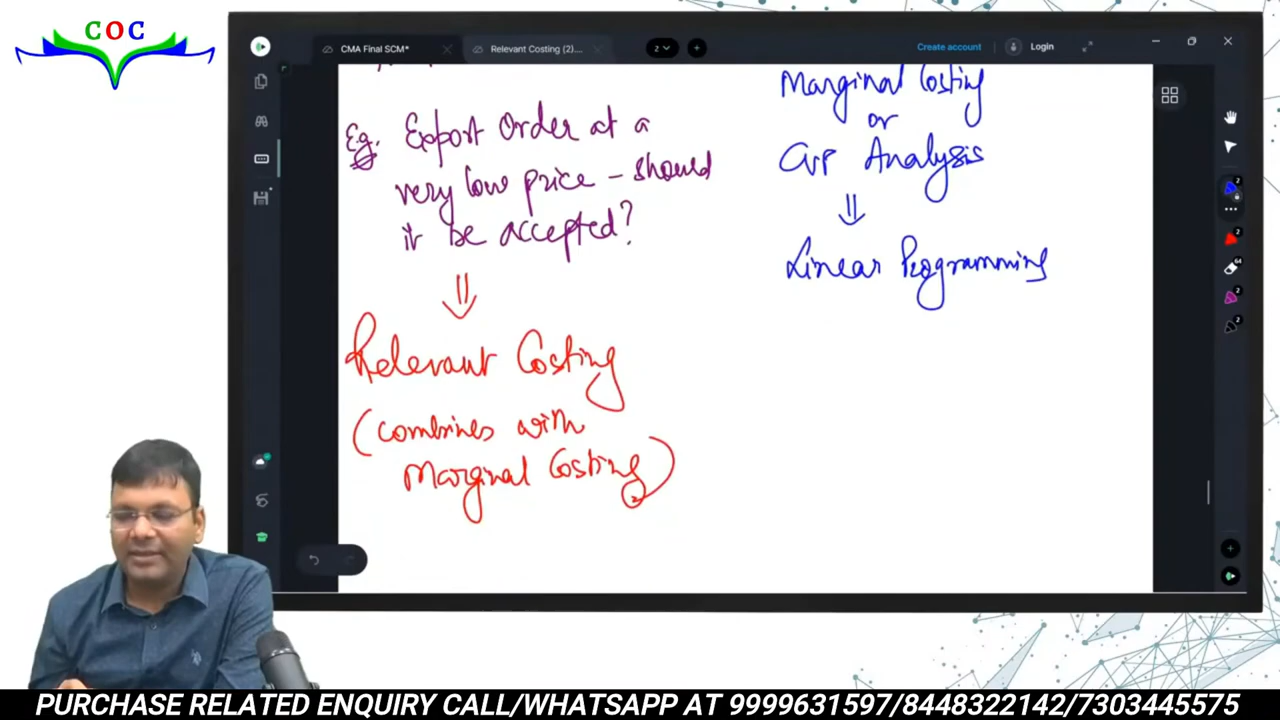 COC
CMA Final SCM*
Relevant Costing (2)....
2
Create account
Login
Eg. Export Order at a
very low price – should
it be accepted?
⇓
Relevant Costing
(combines with
Marginal Costing)
Marginal Costing
or
CVP Analysis
⇓
Linear Programming
PURCHASE RELATED ENQUIRY CALL/WHATSAPP AT 9999631597/8448322142/7303445575